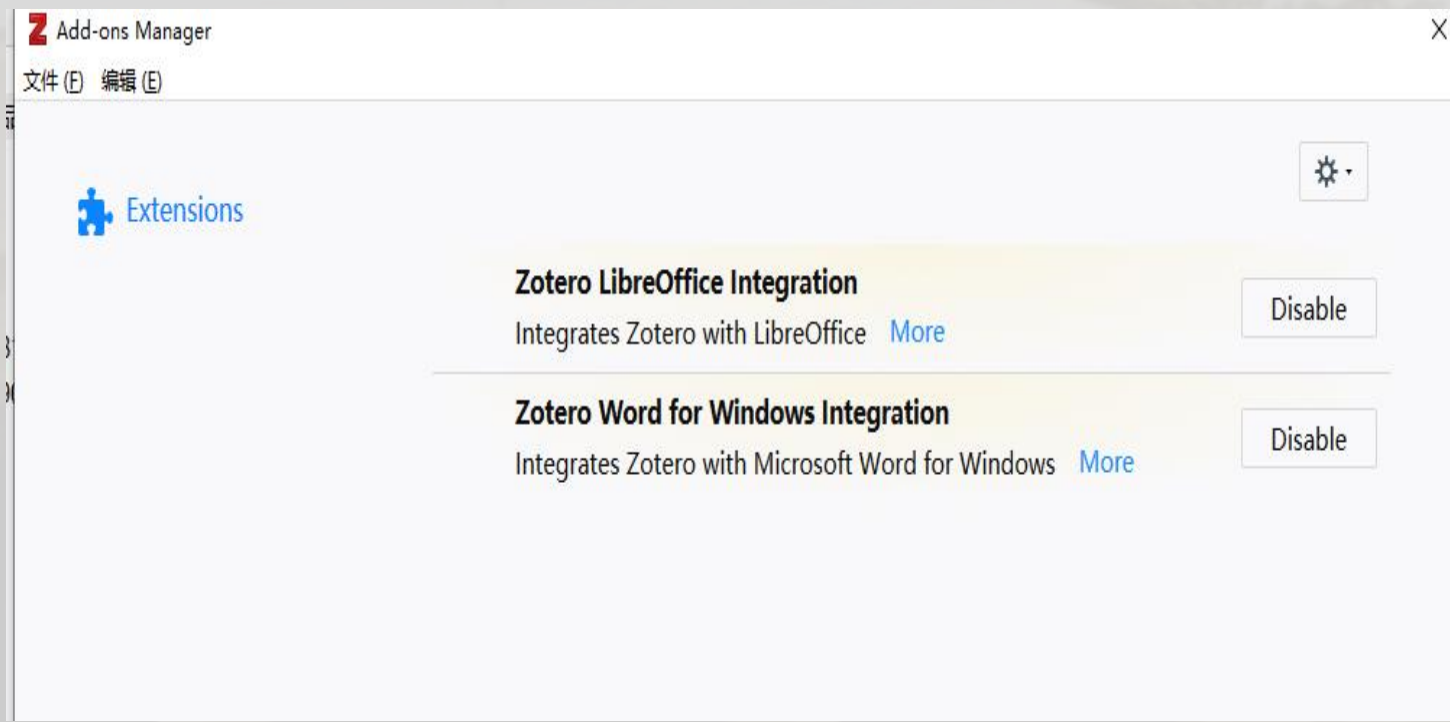 Add-ons Manager
文件(F) 编辑(E)
Extensions
Zotero LibreOffice Integration
Integrates Zotero with LibreOffice More
Disable
Zotero Word for Windows Integration
Integrates Zotero with Microsoft Word for Windows More
Disable